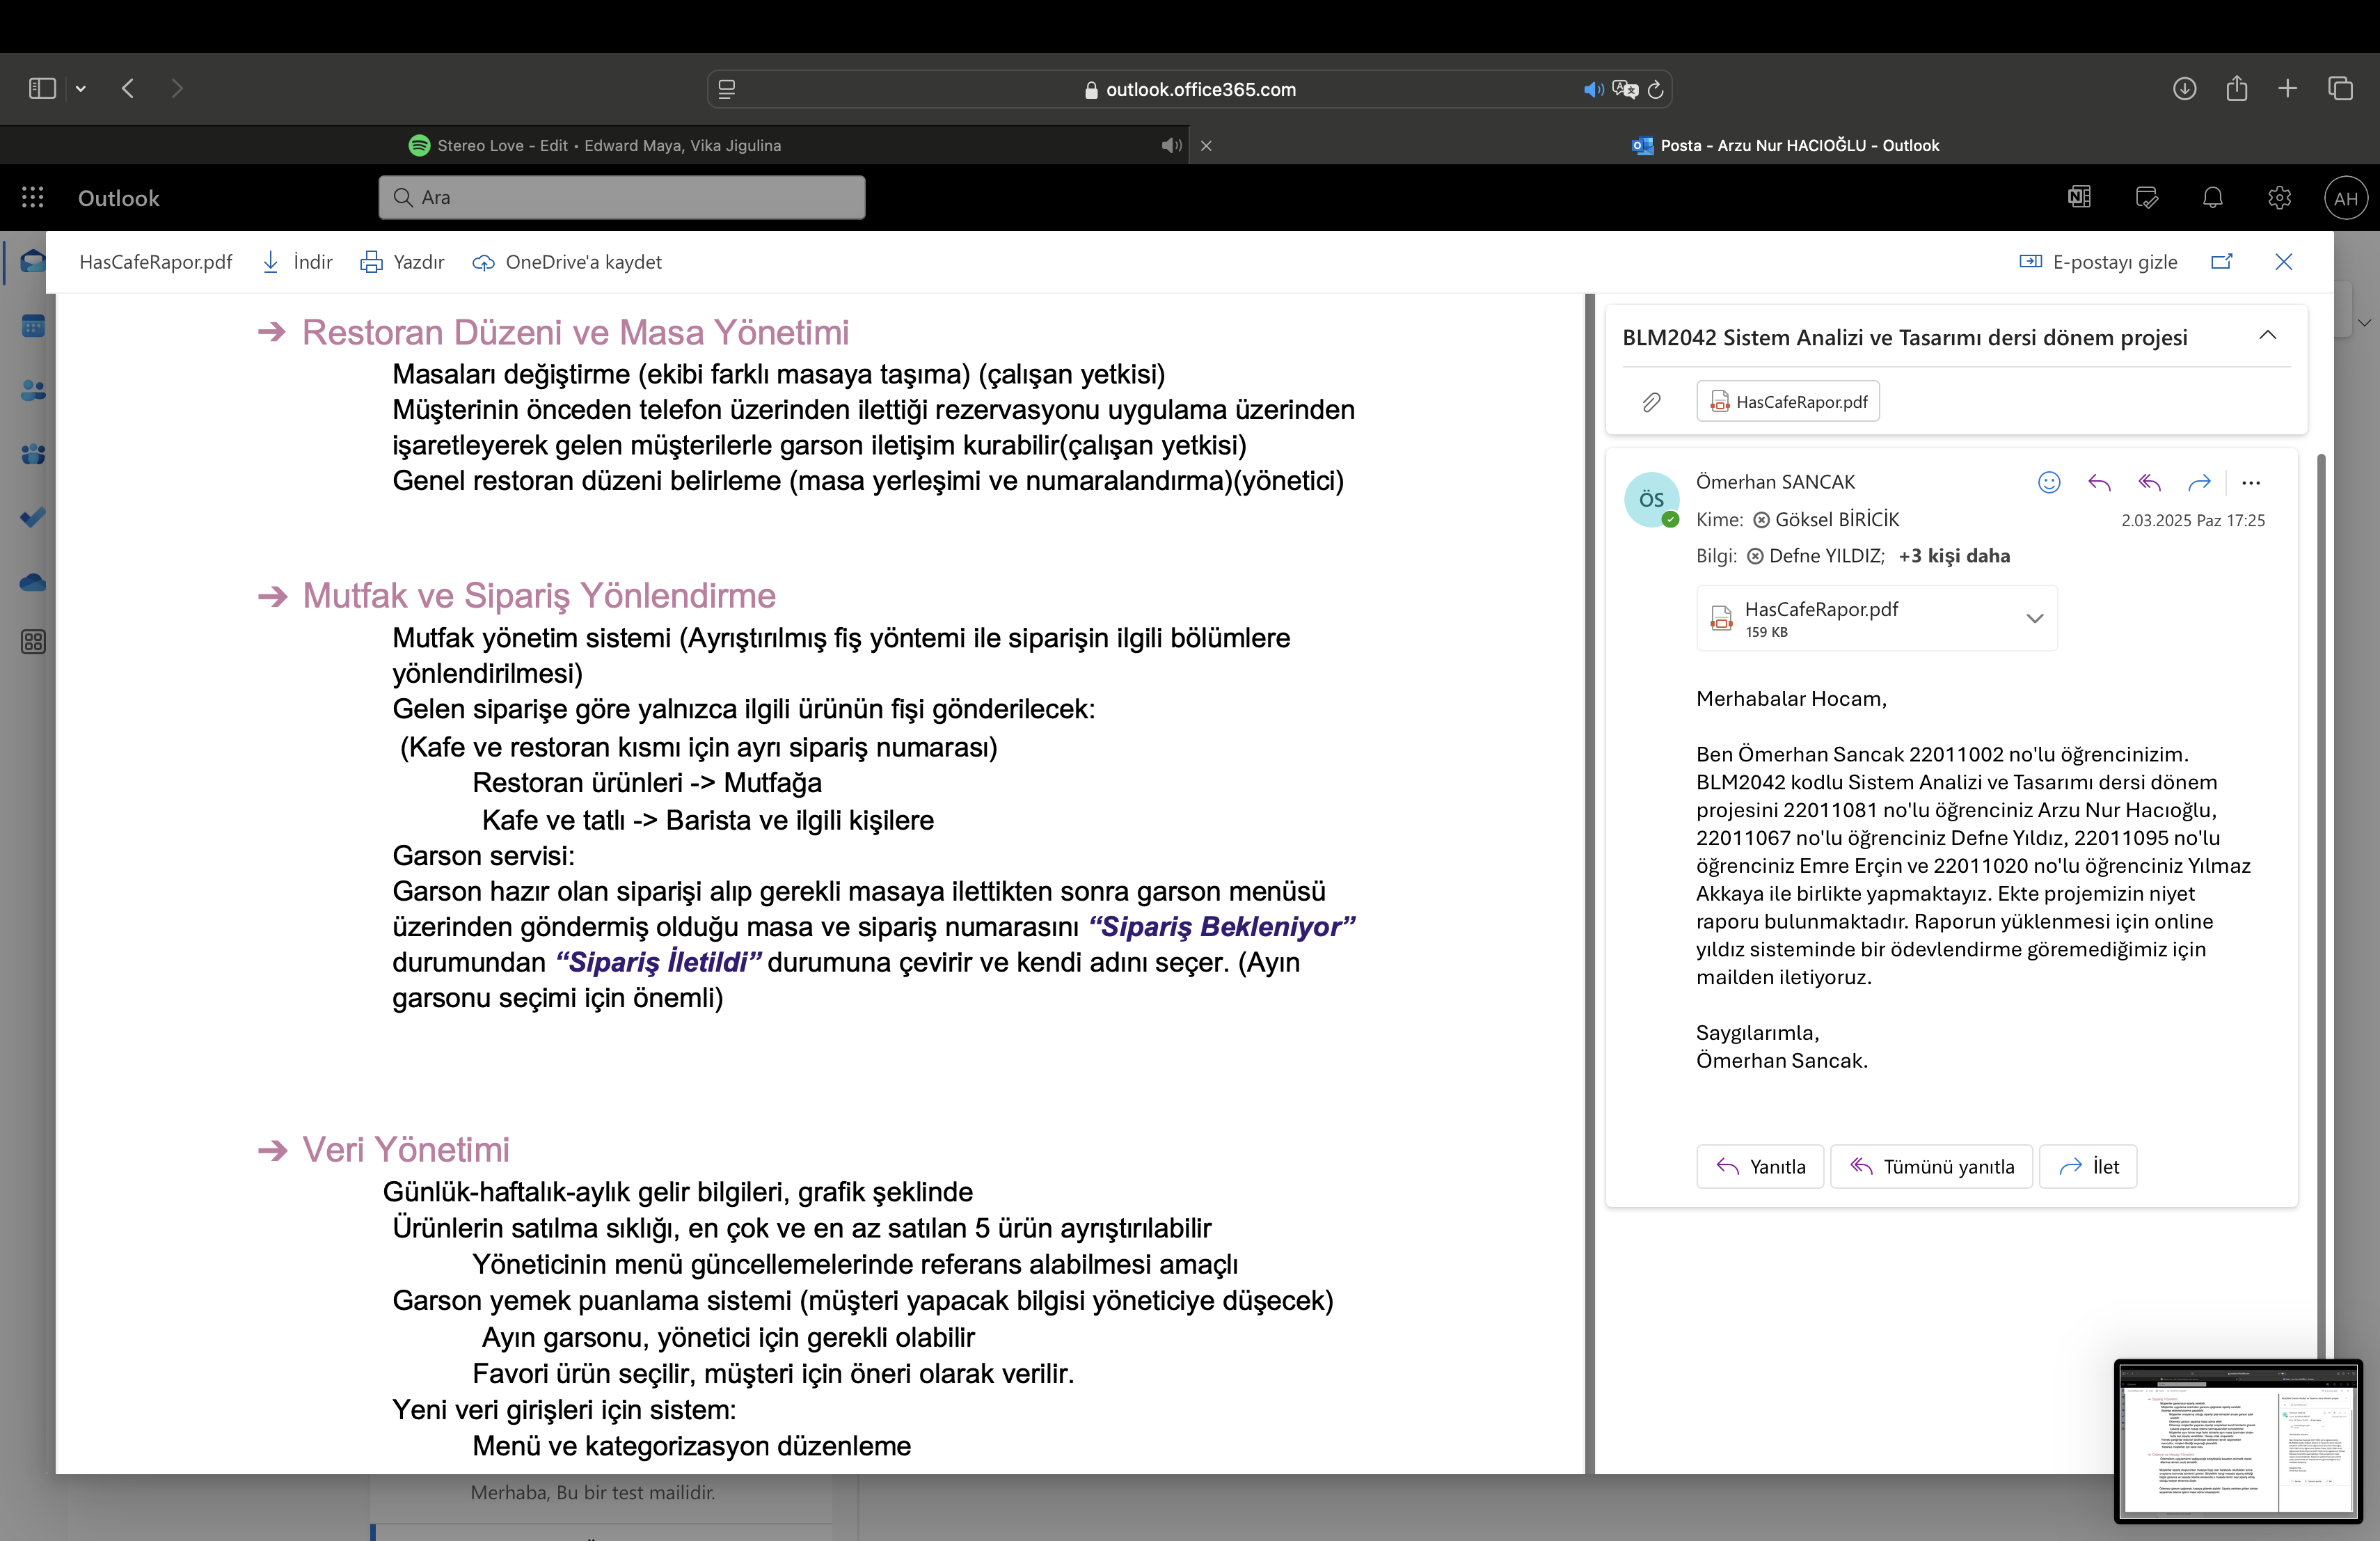 outlook.office365.com
Stereo Love - Edit • Edward Maya, Vika Jigulina
Posta - Arzu Nur HACIOĞLU - Outlook
Outlook
Ara
AH
HasCafeRapor.pdf
İndir
Yazdır
OneDrive'a kaydet
E-postayı gizle
➔ Restoran Düzeni ve Masa Yönetimi
Masaları değiştirme (ekibi farklı masaya taşıma) (çalışan yetkisi)
Müşterinin önceden telefon üzerinden ilettiği rezervasyonu uygulama üzerinden
işaretleyerek gelen müşterilerle garson iletişim kurabilir(çalışan yetkisi)
Genel restoran düzeni belirleme (masa yerleşimi ve numaralandırma)(yönetici)
➔ Mutfak ve Sipariş Yönlendirme
Mutfak yönetim sistemi (Ayrıştırılmış fiş yöntemi ile siparişin ilgili bölümlere
yönlendirilmesi)
Gelen siparişe göre yalnızca ilgili ürünün fişi gönderilecek:
(Kafe ve restoran kısmı için ayrı sipariş numarası)
Restoran ürünleri -> Mutfağa
Kafe ve tatlı -> Barista ve ilgili kişilere
Garson servisi:
Garson hazır olan siparişi alıp gerekli masaya ilettikten sonra garson menüsü
üzerinden göndermiş olduğu masa ve sipariş numarasını “Sipariş Bekleniyor”
durumundan “Sipariş İletildi” durumuna çevirir ve kendi adını seçer. (Ayın
garsonu seçimi için önemli)
➔ Veri Yönetimi
Günlük-haftalık-aylık gelir bilgileri, grafik şeklinde
Ürünlerin satılma sıklığı, en çok ve en az satılan 5 ürün ayrıştırılabilir
Yöneticinin menü güncellemelerinde referans alabilmesi amaçlı
Garson yemek puanlama sistemi (müşteri yapacak bilgisi yöneticiye düşecek)
Ayın garsonu, yönetici için gerekli olabilir
Favori ürün seçilir, müşteri için öneri olarak verilir.
Yeni veri girişleri için sistem:
Menü ve kategorizasyon düzenleme
BLM2042 Sistem Analizi ve Tasarımı dersi dönem projesi
HasCafeRapor.pdf
ÖS
Ömerhan SANCAK
Kime: Göksel BİRİCİK
2.03.2025 Paz 17:25
Bilgi: Defne YILDIZ; +3 kişi daha
HasCafeRapor.pdf
159 KB
Merhabalar Hocam,
Ben Ömerhan Sancak 22011002 no'lu öğrencinizim.
BLM2042 kodlu Sistem Analizi ve Tasarımı dersi dönem
projesini 22011081 no'lu öğrenciniz Arzu Nur Hacıoğlu,
22011067 no'lu öğrenciniz Defne Yıldız, 22011095 no'lu
öğrenciniz Emre Erçin ve 22011020 no'lu öğrenciniz Yılmaz
Akkaya ile birlikte yapmaktayız. Ekte projemizin niyet
raporu bulunmaktadır. Raporun yüklenmesi için online
yıldız sisteminde bir ödevlendirme göremediğimiz için
mailden iletiyoruz.
Saygılarımla,
Ömerhan Sancak.
Yanıtla
Tümünü yanıtla
İlet
Merhaba, Bu bir test mailidir.